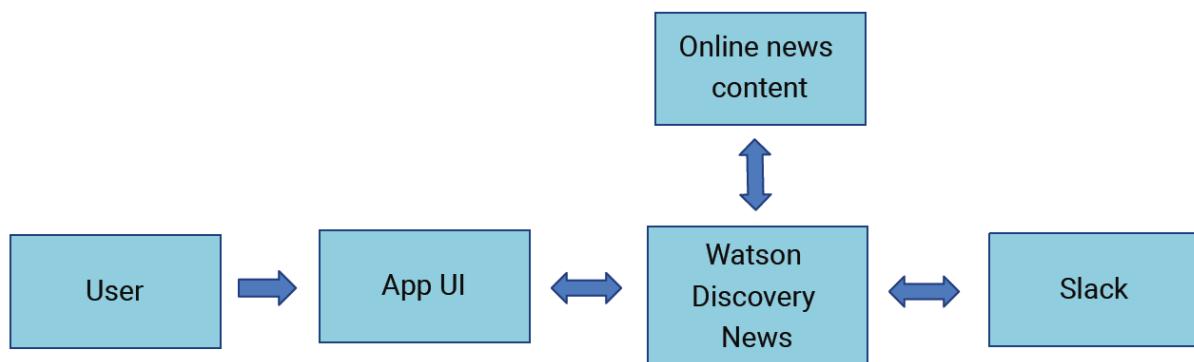 Online news
content
User
App UI
Watson
Discovery
News
Slack